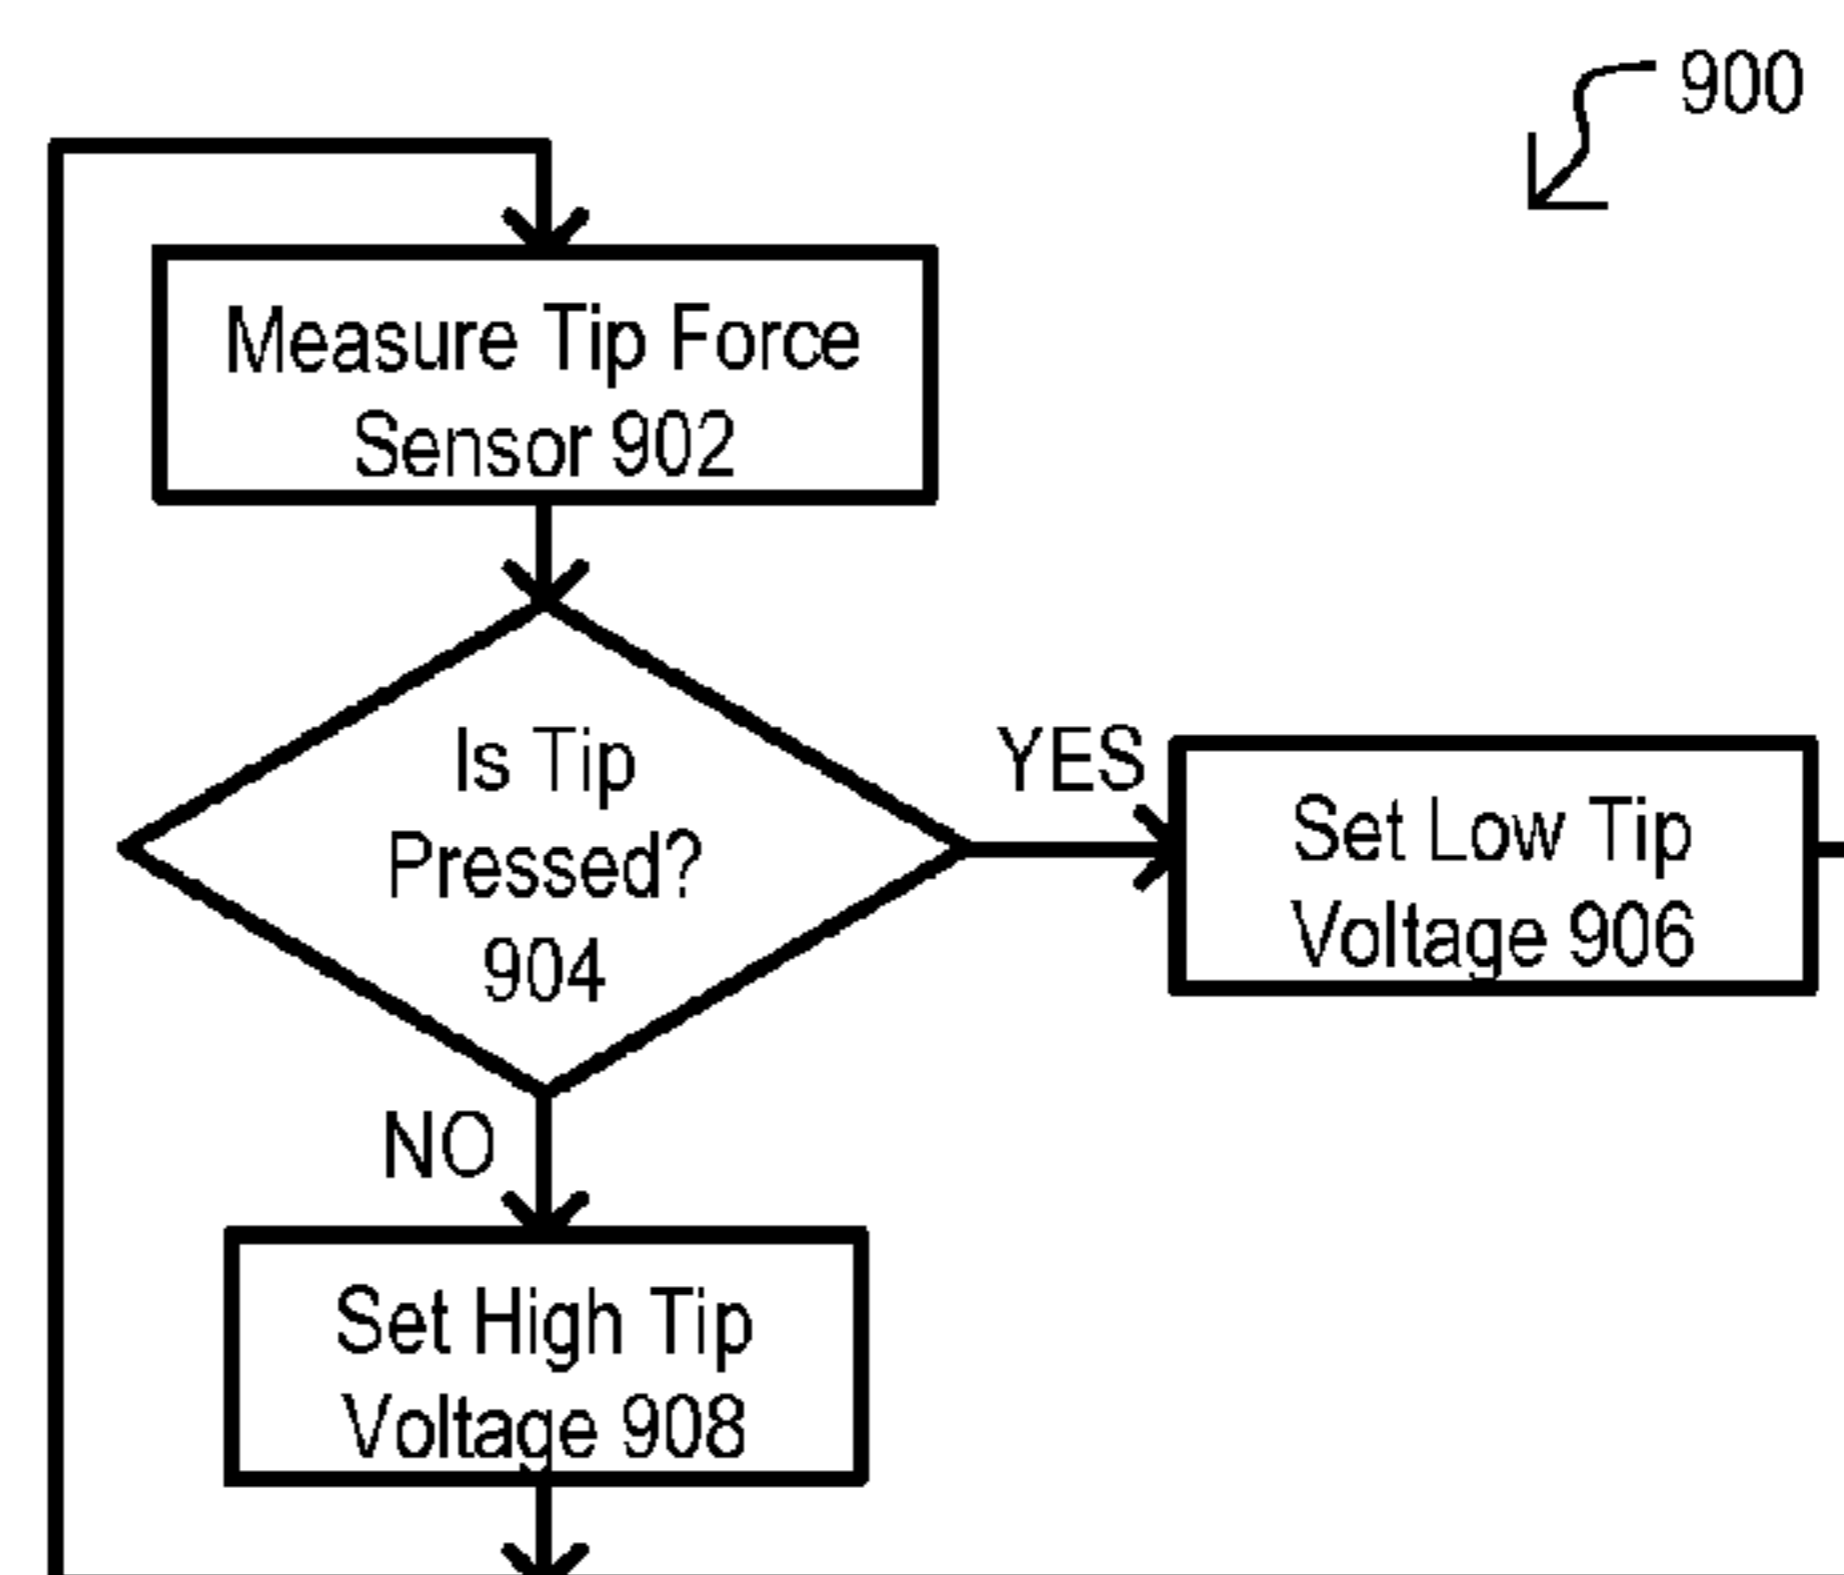 900
Measure Tip Force
Sensor 902
Is Tip
Pressed?
904
YES
Set Low Tip
Voltage 906
NO
Set High Tip
Voltage 908